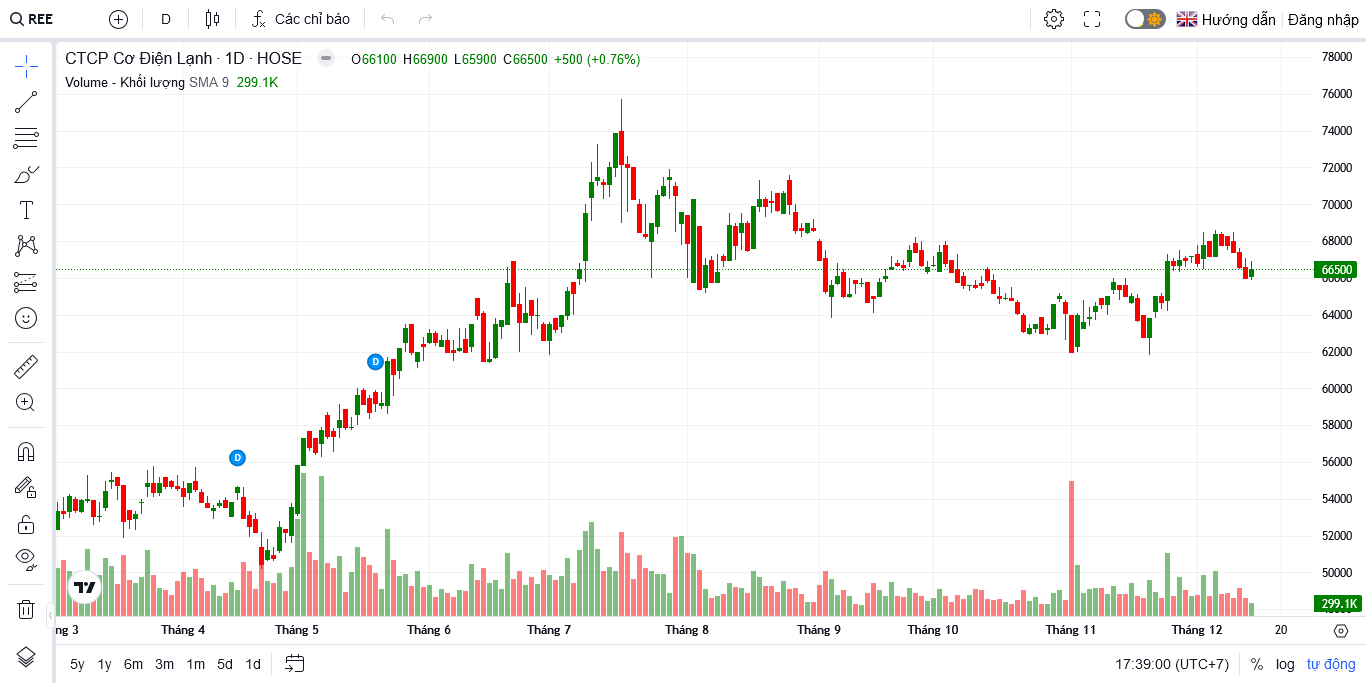 REE
D
Các chỉ báo
Hướng dẫn
Đăng nhập
CTCP Cơ Điện Lạnh · 1D · HOSE
O66100 H66900 L65900 C66500 +500 (+0.76%)
Volume - Khối lượng SMA 9 299.1K
78000
76000
74000
72000
70000
68000
66500
64000
62000
60000
58000
56000
54000
52000
50000
299.1K
D
D
ng 3
Tháng 4
Tháng 5
Tháng 6
Tháng 7
Tháng 8
Tháng 9
Tháng 10
Tháng 11
Tháng 12
20
5y 1y 6m 3m 1m 5d 1d
17:39:00 (UTC+7)
% log tự động